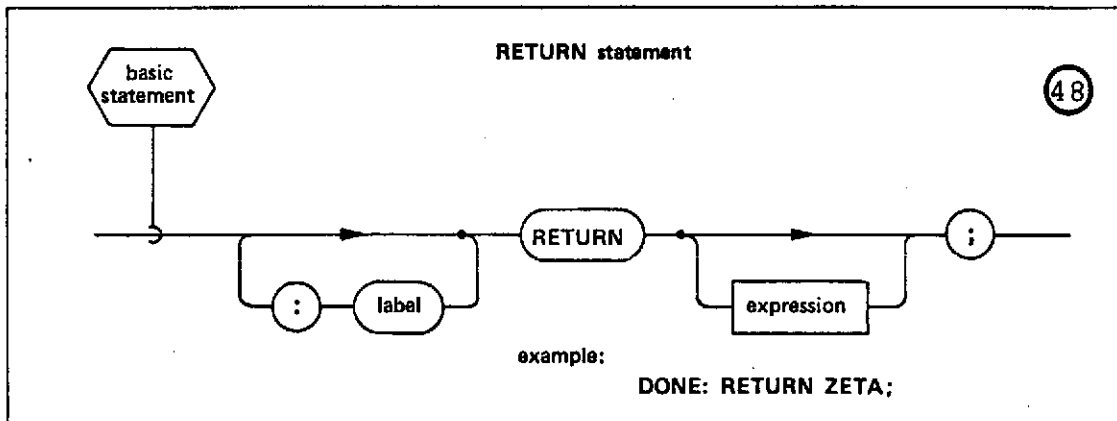 RETURN statement
basic
statement
48
RETURN
;
:
label
expression
example:
DONE: RETURN ZETA;